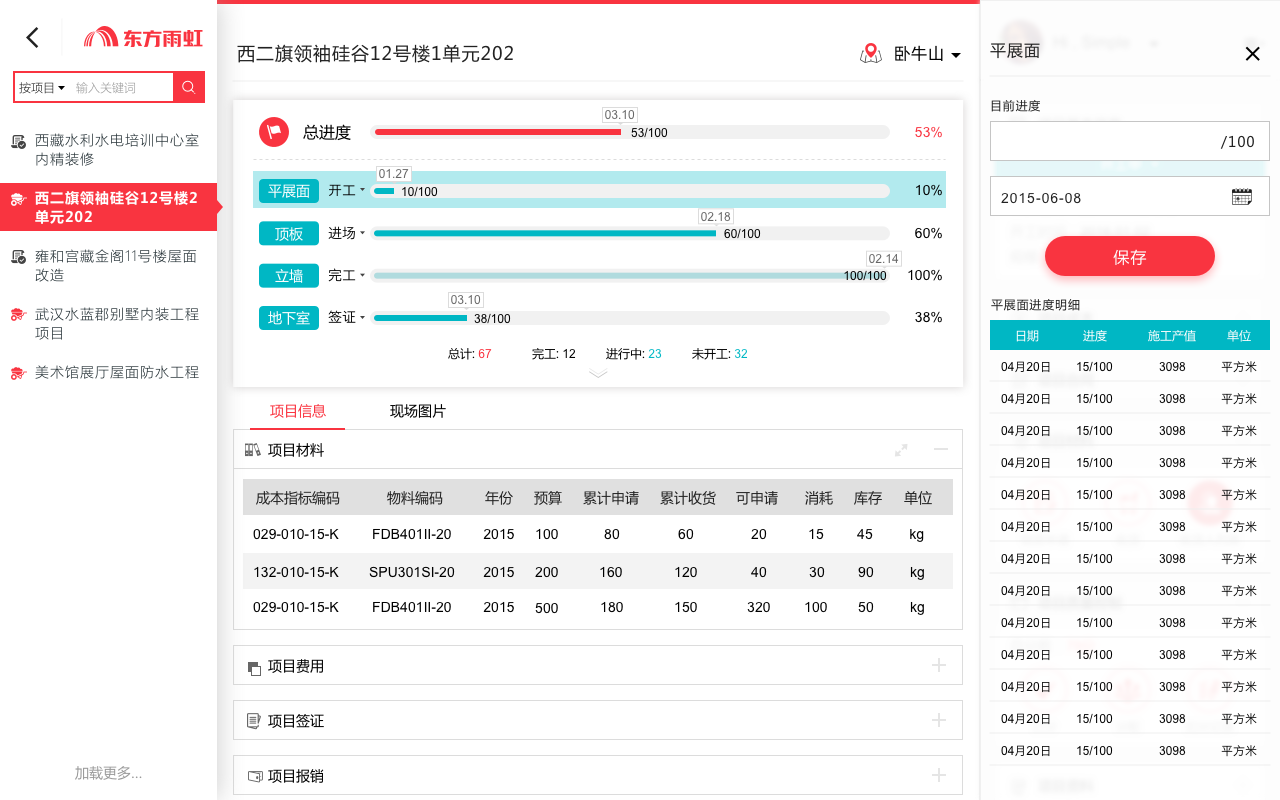 东方雨虹
按项目 输入关键词
西藏水利水电培训中心室
内精装修
西二旗领袖硅谷12号楼2
单元202
雍和宫藏金阁11号楼屋面
改造
武汉水蓝郡别墅内装工程
项目
美术馆展厅屋面防水工程
加载更多...
西二旗领袖硅谷12号楼1单元202 卧牛山
总进度 03.10 53/100 53%
平展面 开工 01.27 10/100 10%
顶板 进场 02.18 60/100 60%
立墙 完工 02.14 100/100 100%
地下室 签证 03.10 38/100 38%
总计: 67 完工: 12 进行中: 23 未开工: 32
项目信息 现场图片
项目材料
成本指标编码 物料编码 年份 预算 累计申请 累计收货 可申请 消耗 库存 单位
029-010-15-K FDB401II-20 2015 100 80 60 20 15 45 kg
132-010-15-K SPU301SI-20 2015 200 160 120 40 30 90 kg
029-010-15-K FDB401II-20 2015 500 180 150 320 100 50 kg
项目费用
项目签证
项目报销
平展面
目前进度
/100
2015-06-08
保存
平展面进度明细
日期 进度 施工产值 单位
04月20日 15/100 3098 平方米
04月20日 15/100 3098 平方米
04月20日 15/100 3098 平方米
04月20日 15/100 3098 平方米
04月20日 15/100 3098 平方米
04月20日 15/100 3098 平方米
04月20日 15/100 3098 平方米
04月20日 15/100 3098 平方米
04月20日 15/100 3098 平方米
04月20日 15/100 3098 平方米
04月20日 15/100 3098 平方米
04月20日 15/100 3098 平方米
04月20日 15/100 3098 平方米